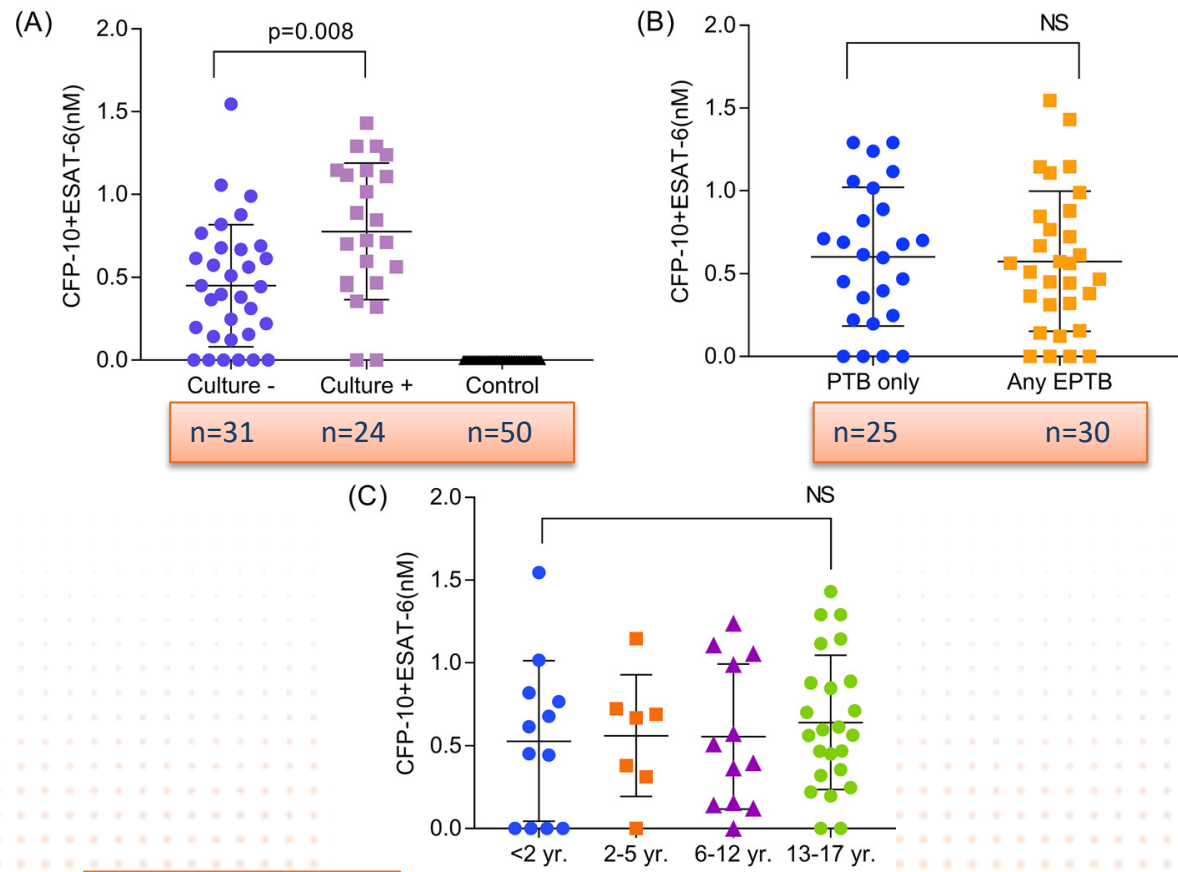 (A)
p=0.008
CFP-10+ESAT-6(nM)
2.0
1.5
1.0
0.5
0.0
Culture -
Culture +
Control
n=31
n=24
n=50
(B)
NS
CFP-10+ESAT-6(nM)
2.0
1.5
1.0
0.5
0.0
PTB only
Any EPTB
n=25
n=30
(C)
NS
CFP-10+ESAT-6(nM)
2.0
1.5
1.0
0.5
0.0
<2 yr.
2-5 yr.
6-12 yr.
13-17 yr.